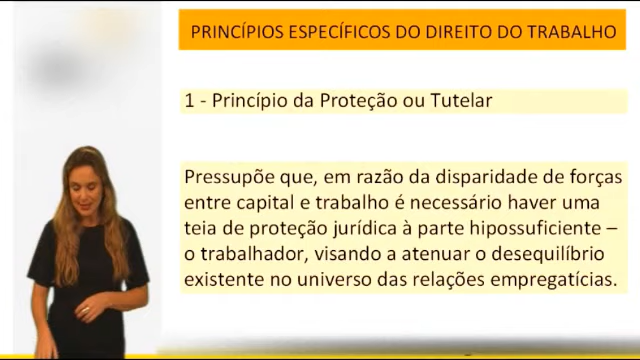 PRINCÍPIOS ESPECÍFICOS DO DIREITO DO TRABALHO
1 - Princípio da Proteção ou Tutelar
Pressupõe que, em razão da disparidade de forças
entre capital e trabalho é necessário haver uma
teia de proteção jurídica à parte hipossuficiente –
o trabalhador, visando a atenuar o desequilíbrio
existente no universo das relações empregatícias.